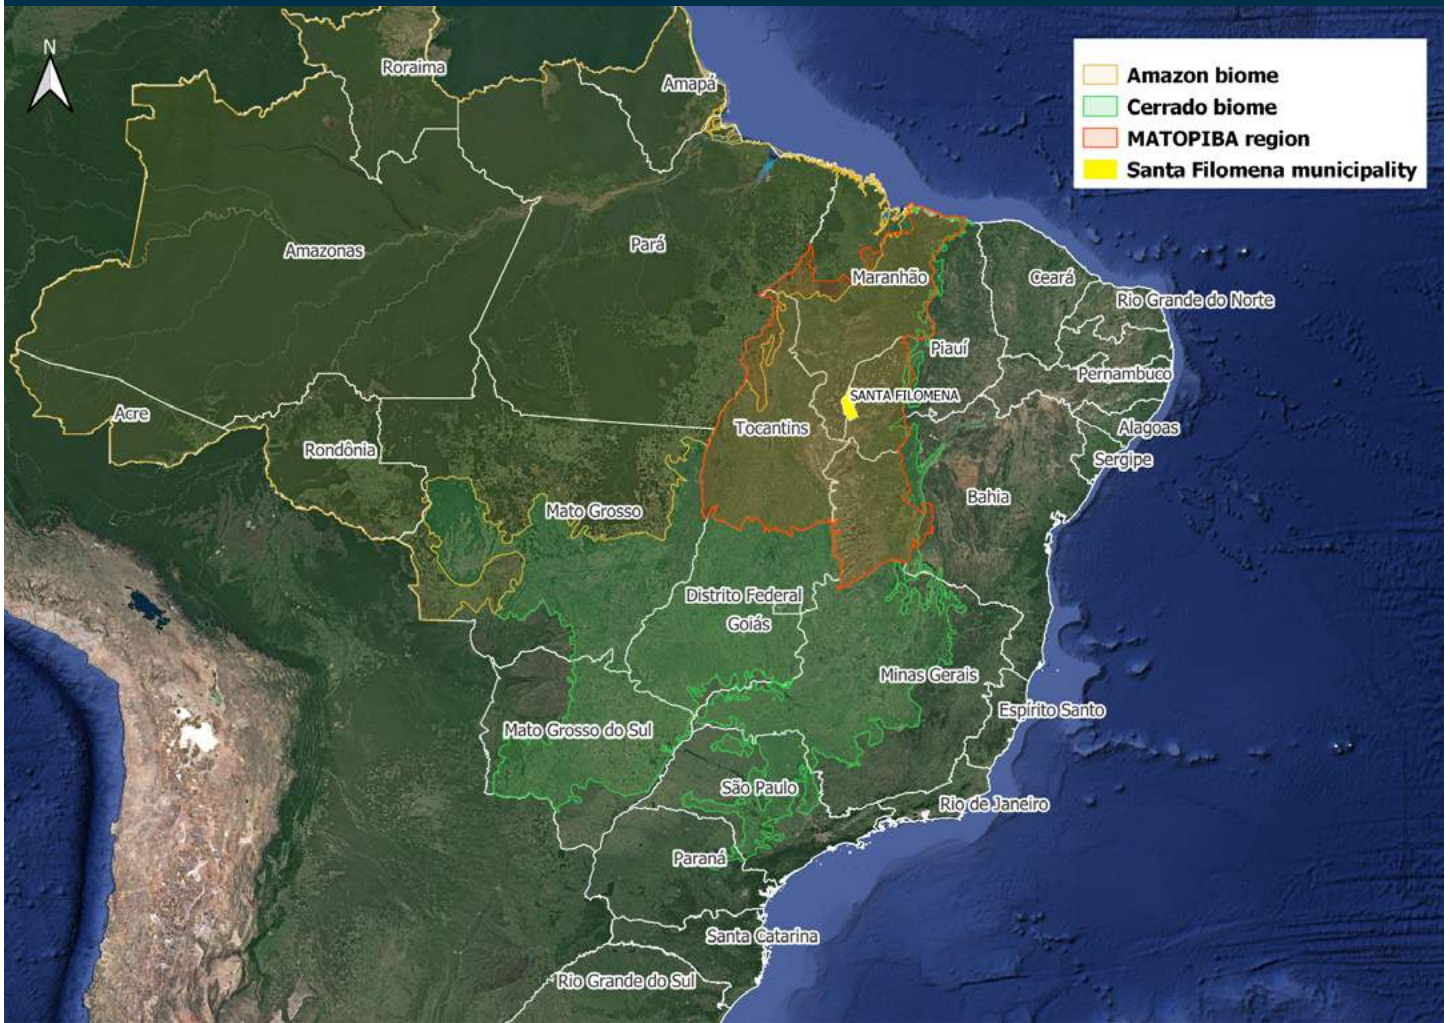 N
Roraima
Amapá
Amazon biome
Cerrado biome
MATOPIBA region
Santa Filomena municipality
Amazonas
Pará
Maranhão
Ceará
Rio Grande do Norte
Piauí
Pernambuco
SANTA FILOMENA
Acre
Tocantins
Alagoas
Rondônia
Sergipe
Mato Grosso
Bahia
Distrito Federal
Goiás
Minas Gerais
Espírito Santo
Mato Grosso do Sul
São Paulo
Rio de Janeiro
Paraná
Santa Catarina
Rio Grande do Sul